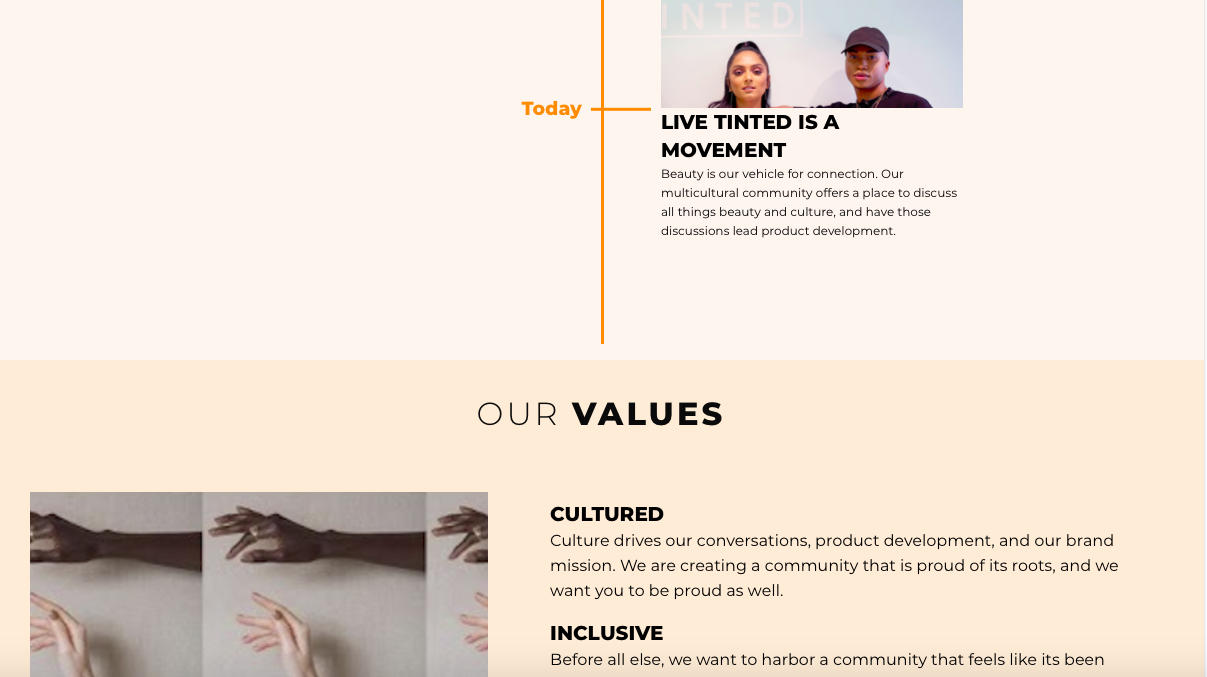 INTED
Today
LIVE TINTED IS A
MOVEMENT
Beauty is our vehicle for connection. Our
multicultural community offers a place to discuss
all things beauty and culture, and have those
discussions lead product development.
OUR VALUES
CULTURED
Culture drives our conversations, product development, and our brand
mission. We are creating a community that is proud of its roots, and we
want you to be proud as well.
INCLUSIVE
Before all else, we want to harbor a community that feels like its been